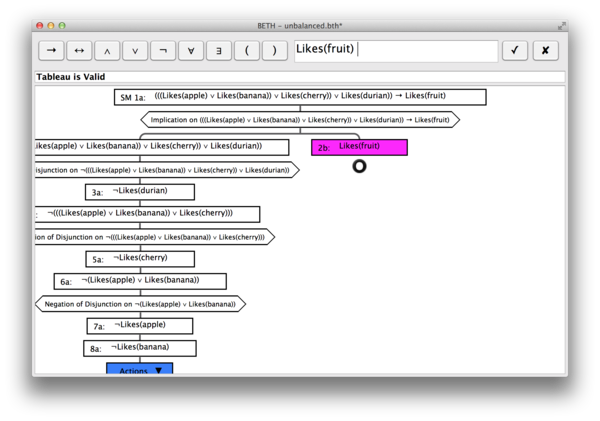 BETH - unbalanced.bth*
→ ↔ ∧ ∨ ¬ ∀ ∃ ( ) Likes(fruit) ✓ ✘
Tableau is Valid
SM 1a: (((Likes(apple) ∨ Likes(banana)) ∨ Likes(cherry)) ∨ Likes(durian)) → Likes(fruit)
Implication on (((Likes(apple) ∨ Likes(banana)) ∨ Likes(cherry)) ∨ Likes(durian)) → Likes(fruit)
ikes(apple) ∨ Likes(banana)) ∨ Likes(cherry)) ∨ Likes(durian)) 2b: Likes(fruit)
isjunction on ¬(((Likes(apple) ∨ Likes(banana)) ∨ Likes(cherry)) ∨ Likes(durian))
3a: ¬Likes(durian)
: ¬(((Likes(apple) ∨ Likes(banana)) ∨ Likes(cherry)))
ion of Disjunction on ¬(((Likes(apple) ∨ Likes(banana)) ∨ Likes(cherry)))
5a: ¬Likes(cherry)
6a: ¬(Likes(apple) ∨ Likes(banana))
Negation of Disjunction on ¬(Likes(apple) ∨ Likes(banana))
7a: ¬Likes(apple)
8a: ¬Likes(banana)
Actions ▼